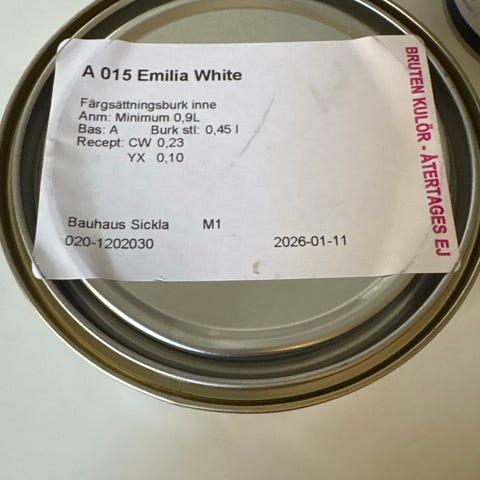 A 015 Emilia White
Färgsättningsburk inne
Anm: Minimum 0,9L
Bas: A Burk stl: 0,45 l
Recept: CW 0,23
YX 0,10
Bauhaus Sickla M1
020-1202030 2026-01-11
BRUTEN KULÖR - ÅTERTAGES EJ